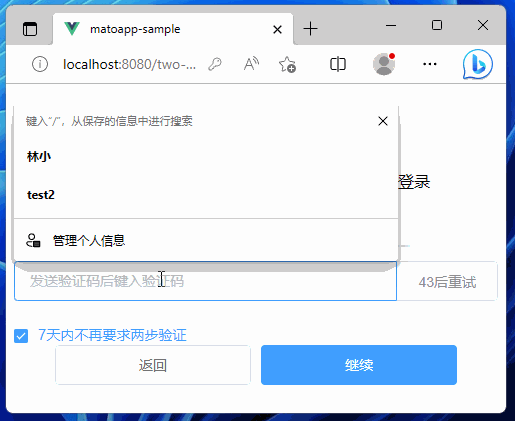 matoapp-sample
localhost:8080/two-...
键入"/"，从保存的信息中进行搜索
林小
test2
登录
管理个人信息
发送验证码后键入验证码
43后重试
7天内不再要求两步验证
返回
继续